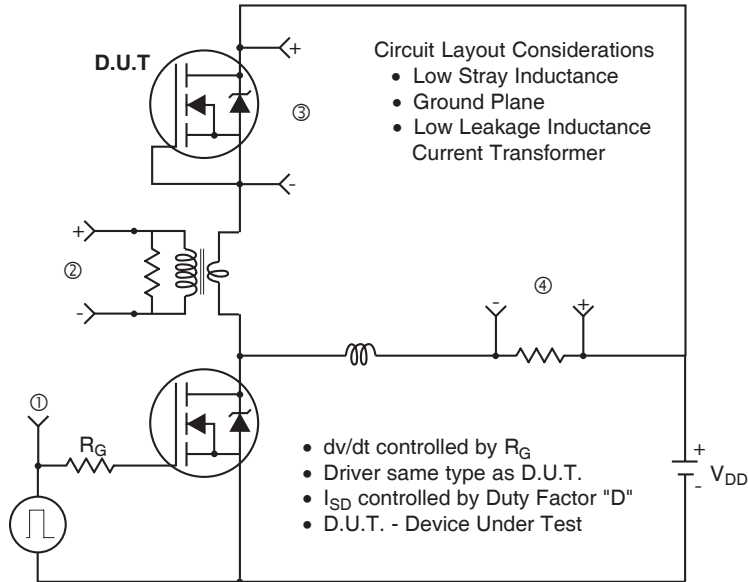 D.U.T
+
③
-
Circuit Layout Considerations
• Low Stray Inductance
• Ground Plane
• Low Leakage Inductance
Current Transformer
+
②
-
④
- +
①
R_G
• dv/dt controlled by R_G
• Driver same type as D.U.T.
• I_SD controlled by Duty Factor "D"
• D.U.T. - Device Under Test
+
V_DD
-